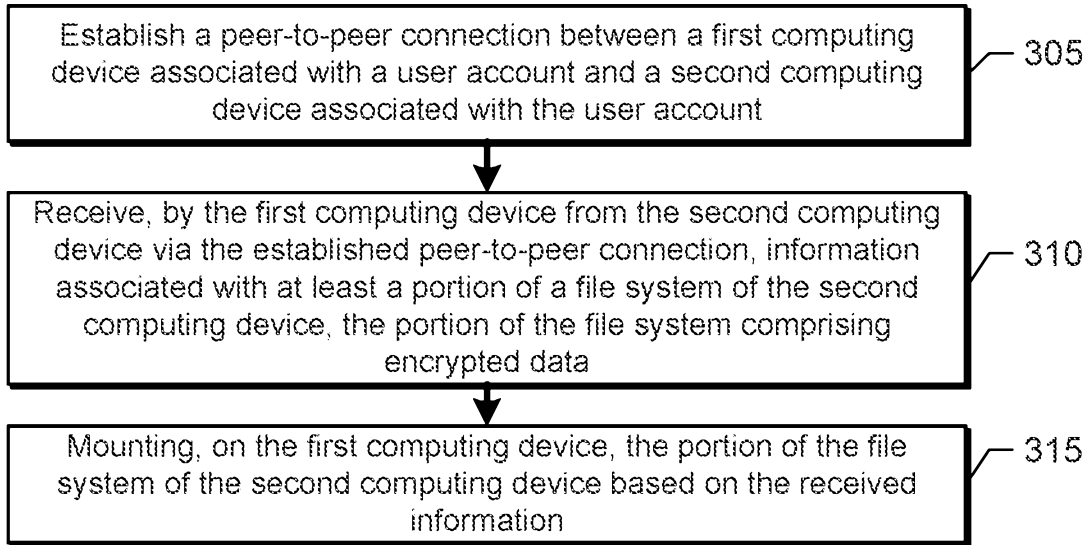 Establish a peer-to-peer connection between a first computing
device associated with a user account and a second computing
device associated with the user account
305
Receive, by the first computing device from the second computing
device via the established peer-to-peer connection, information
associated with at least a portion of a file system of the second
computing device, the portion of the file system comprising
encrypted data
310
Mounting, on the first computing device, the portion of the file
system of the second computing device based on the received
information
315